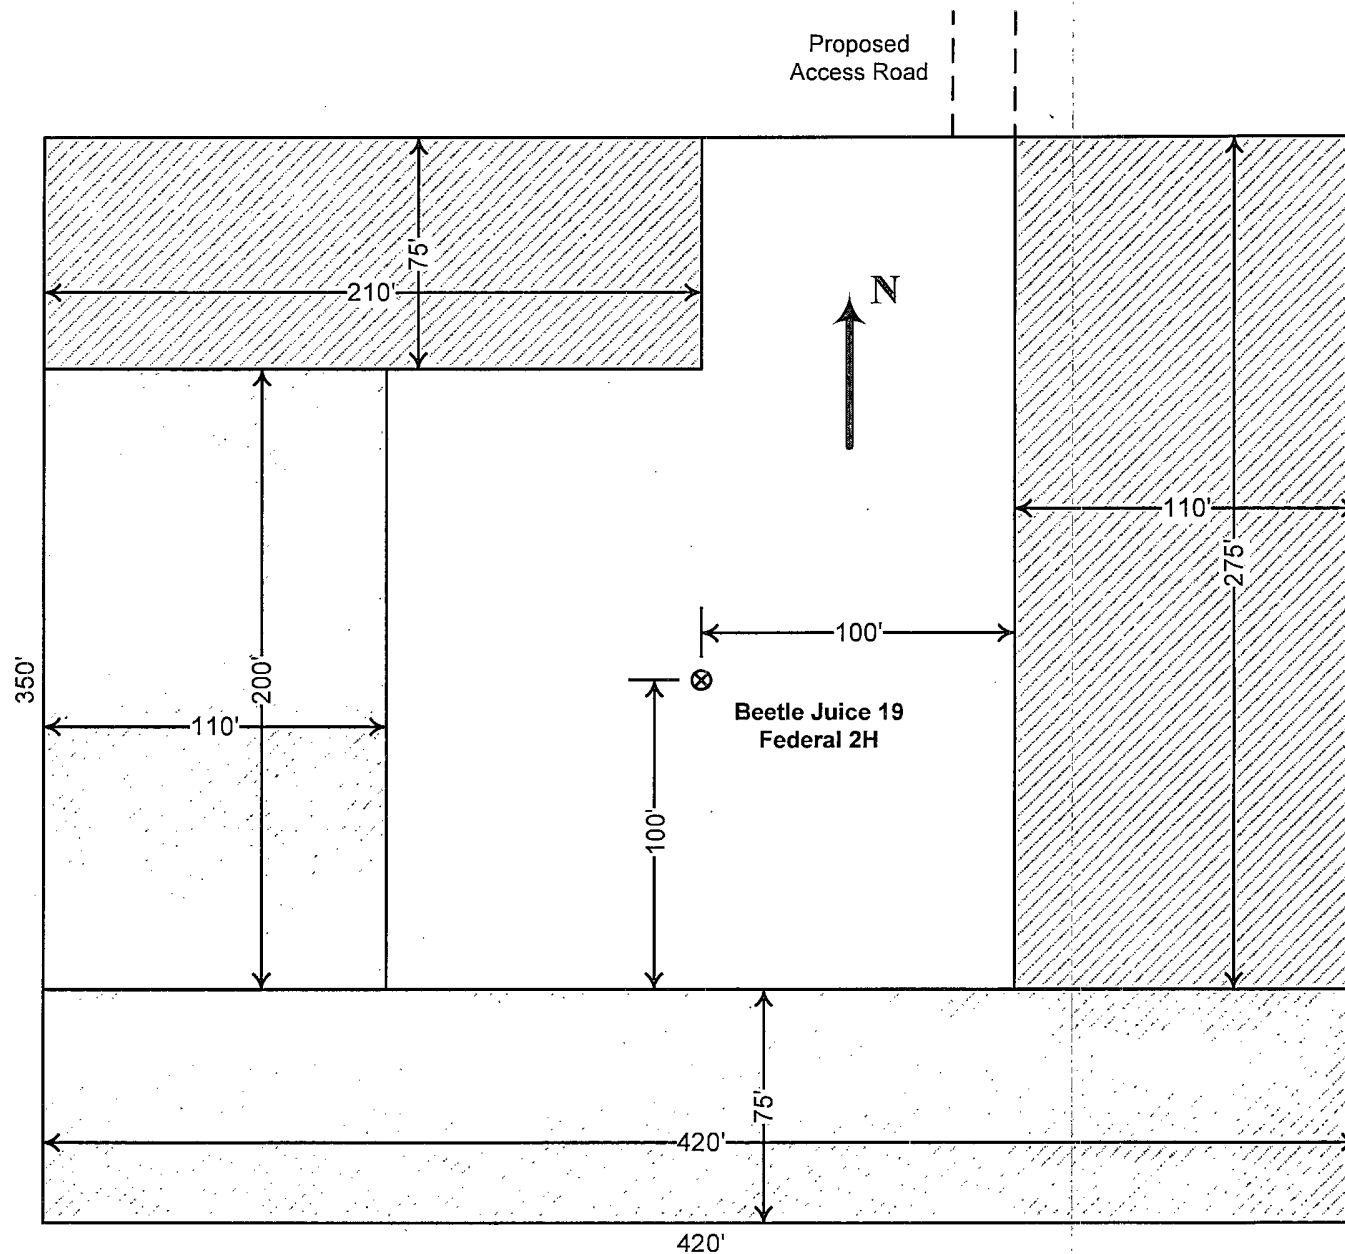 Proposed
Access Road
75'
210'
N
110'
275'
100'
350'
200'
110'
Beetle Juice 19
Federal 2H
100'
75'
420'
420'